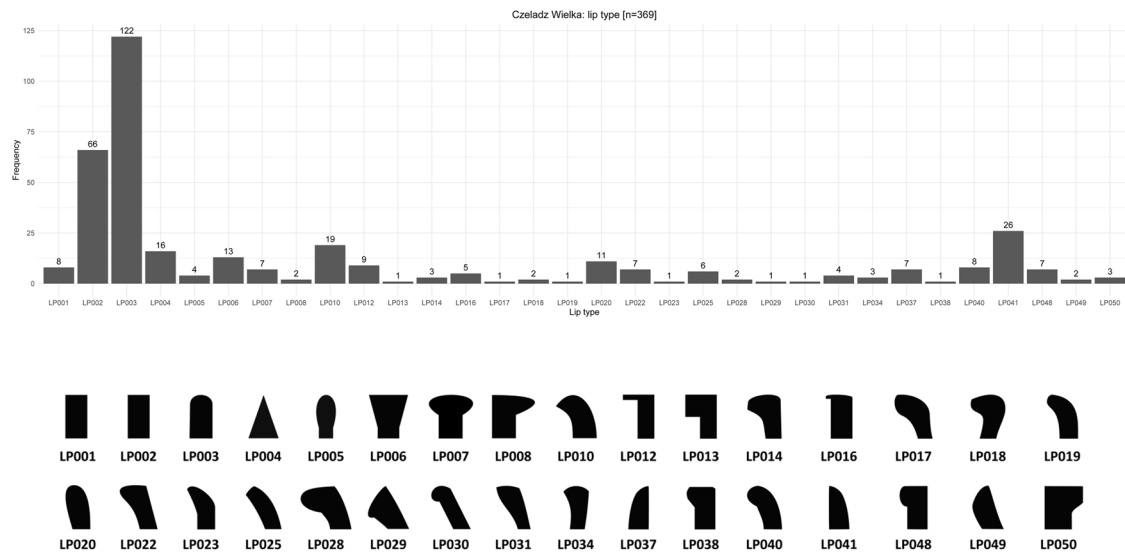 Czeladz Wielka: lip type [n=369]
Frequency
125
100
75
50
25
0
8 66 122 16 4 13 7 2 19 9 1 3 5 1 2 1 11 7 1 6 2 1 1 4 3 7 1 8 26 7 2 3
LP001 LP002 LP003 LP004 LP005 LP006 LP007 LP008 LP010 LP012 LP013 LP014 LP016 LP017 LP018 LP019 LP020 LP022 LP023 LP025 LP028 LP029 LP030 LP031 LP034 LP037 LP038 LP040 LP041 LP048 LP049 LP050
Lip type
LP001 LP002 LP003 LP004 LP005 LP006 LP007 LP008 LP010 LP012 LP013 LP014 LP016 LP017 LP018 LP019
LP020 LP022 LP023 LP025 LP028 LP029 LP030 LP031 LP034 LP037 LP038 LP040 LP041 LP048 LP049 LP050